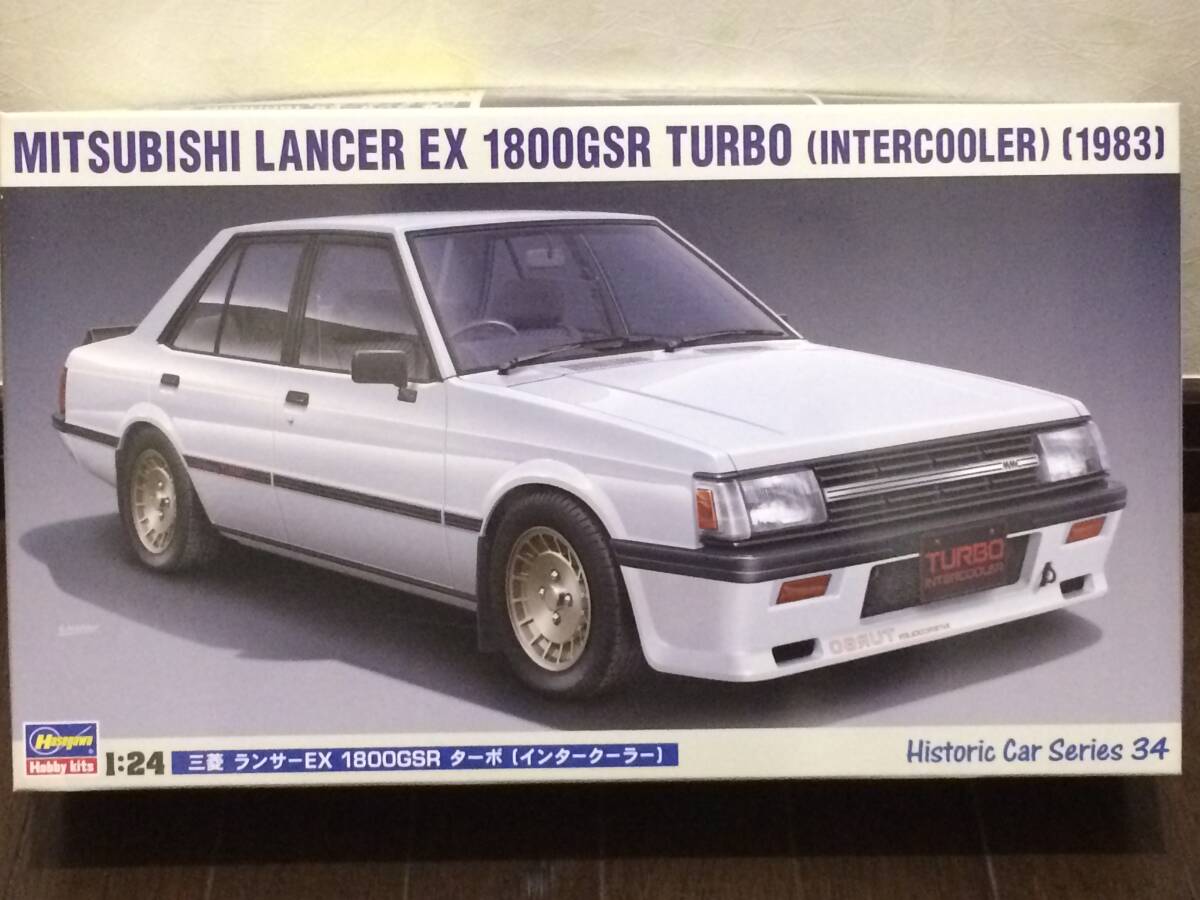 MITSUBISHI LANCER EX 1800GSR TURBO (INTERCOOLER) (1983)
MMC
TURBO
INTERCOOLER
OBRUT
Hasegawa
Hobby kits
1:24
三菱 ランサーEX 1800GSR ターボ (インタークーラー)
Historic Car Series 34